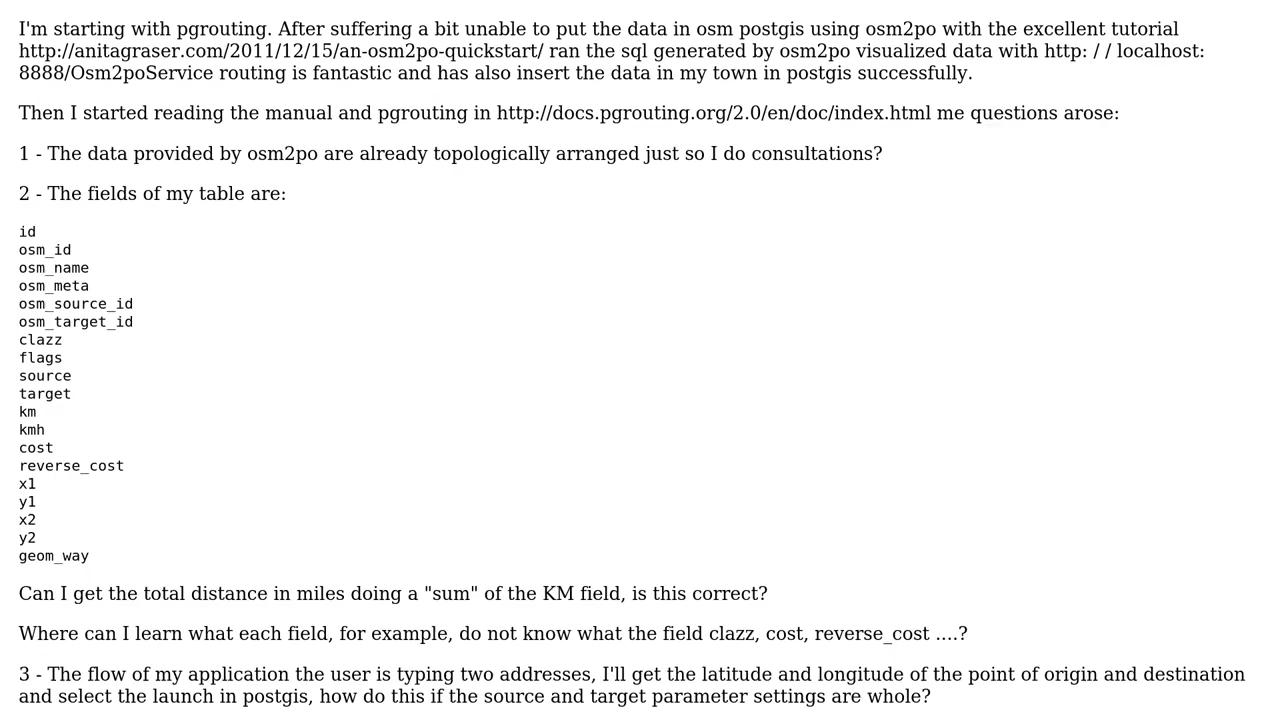 I'm starting with pgrouting. After suffering a bit unable to put the data in osm postgis using osm2po with the excellent tutorial
http://anitagraser.com/2011/12/15/an-osm2po-quickstart/ ran the sql generated by osm2po visualized data with http: / / localhost:
8888/Osm2poService routing is fantastic and has also insert the data in my town in postgis successfully.
Then I started reading the manual and pgrouting in http://docs.pgrouting.org/2.0/en/doc/index.html me questions arose:
1 - The data provided by osm2po are already topologically arranged just so I do consultations?
2 - The fields of my table are:
id
osm_id
osm_name
osm_meta
osm_source_id
osm_target_id
clazz
flags
source
target
km
kmh
cost
reverse_cost
x1
y1
x2
y2
geom_way
Can I get the total distance in miles doing a "sum" of the KM field, is this correct?
Where can I learn what each field, for example, do not know what the field clazz, cost, reverse_cost ....?
3 - The flow of my application the user is typing two addresses, I'll get the latitude and longitude of the point of origin and destination
and select the launch in postgis, how do this if the source and target parameter settings are whole?